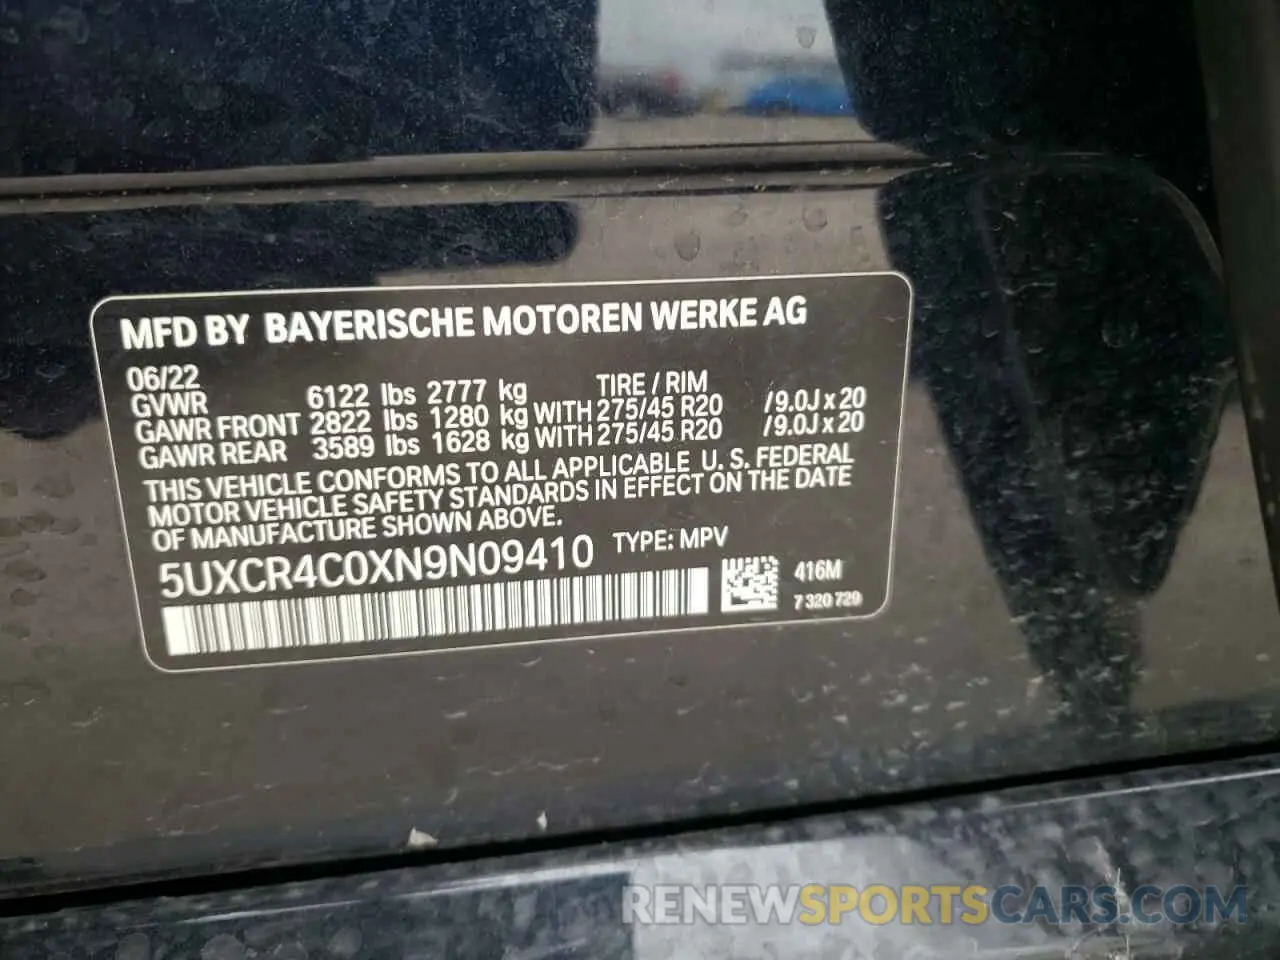 MFD BY BAYERISCHE MOTOREN WERKE AG
06/22 TIRE / RIM
GVWR 6122 lbs 2777 kg
GAWR FRONT 2822 lbs 1280 kg WITH 275/45 R20 /9.0J x 20
GAWR REAR 3589 lbs 1628 kg WITH 275/45 R20 /9.0J x 20
THIS VEHICLE CONFORMS TO ALL APPLICABLE U. S. FEDERAL
MOTOR VEHICLE SAFETY STANDARDS IN EFFECT ON THE DATE
OF MANUFACTURE SHOWN ABOVE.
5UXCR4C0XN9N09410 TYPE: MPV
416M
7 320 729
RENEWSPORTSCARS.COM